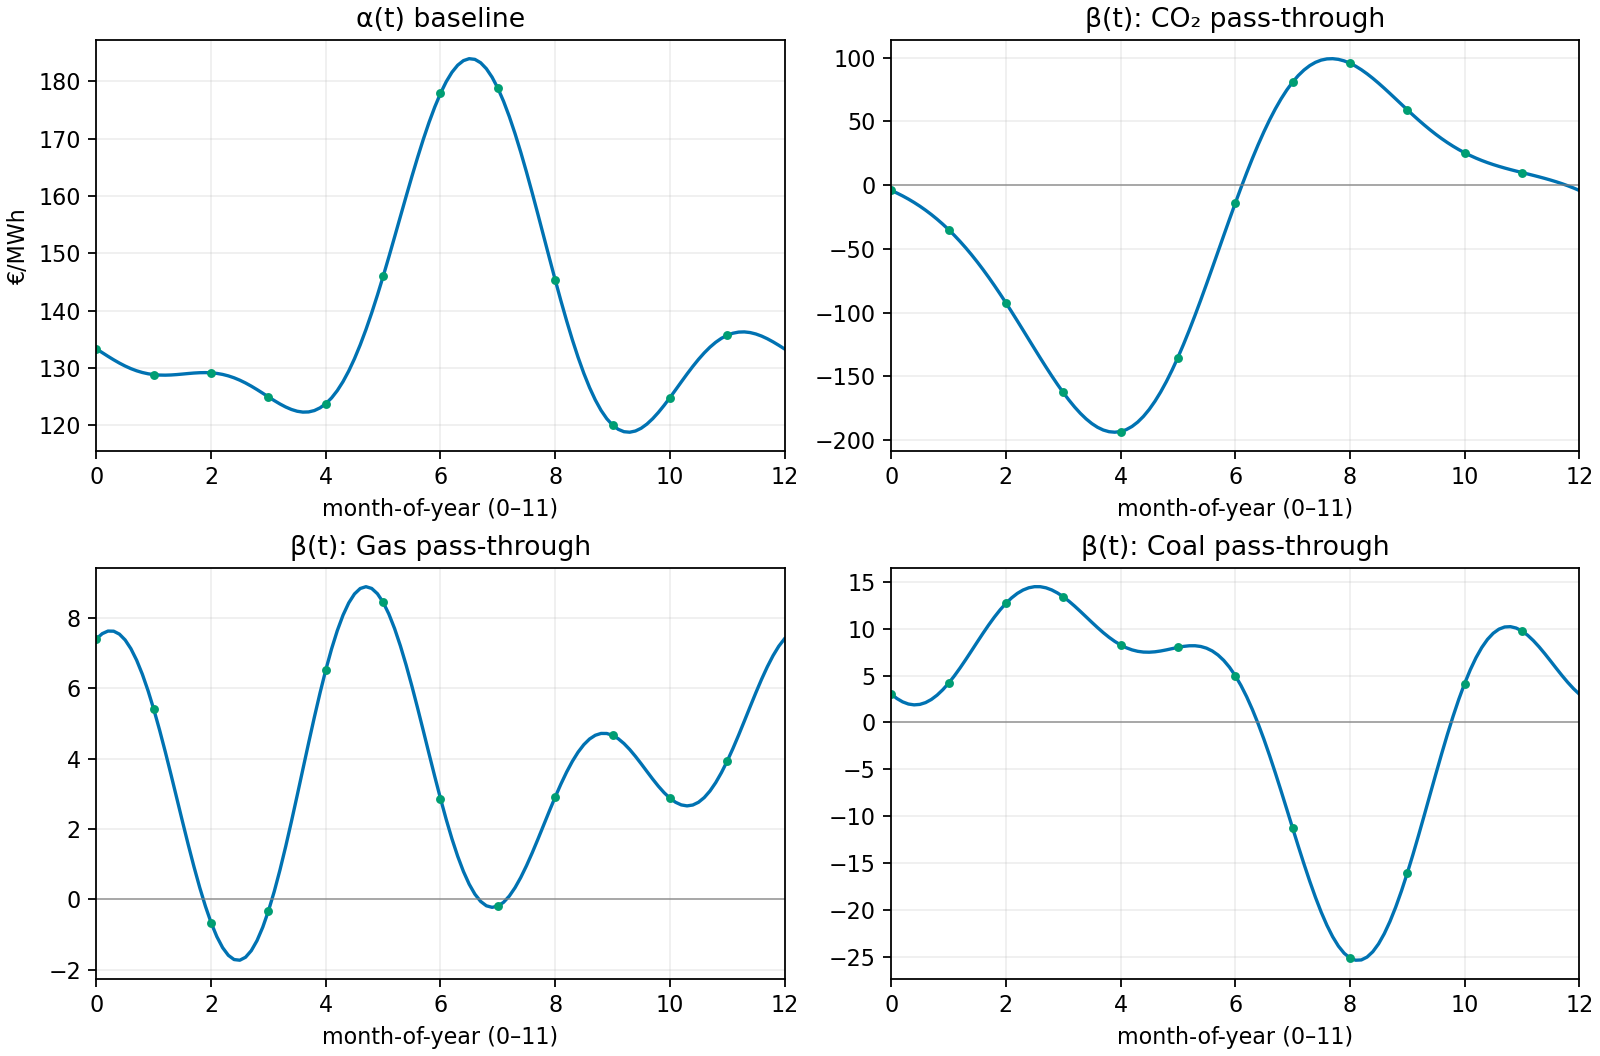 α(t) baseline
€/MWh
180
170
160
150
140
130
120
0 2 4 6 8 10 12
month-of-year (0–11)
β(t): CO₂ pass-through
100
50
0
−50
−100
−150
−200
0 2 4 6 8 10 12
month-of-year (0–11)
β(t): Gas pass-through
8
6
4
2
0
−2
0 2 4 6 8 10 12
month-of-year (0–11)
β(t): Coal pass-through
15
10
5
0
−5
−10
−15
−20
−25
0 2 4 6 8 10 12
month-of-year (0–11)